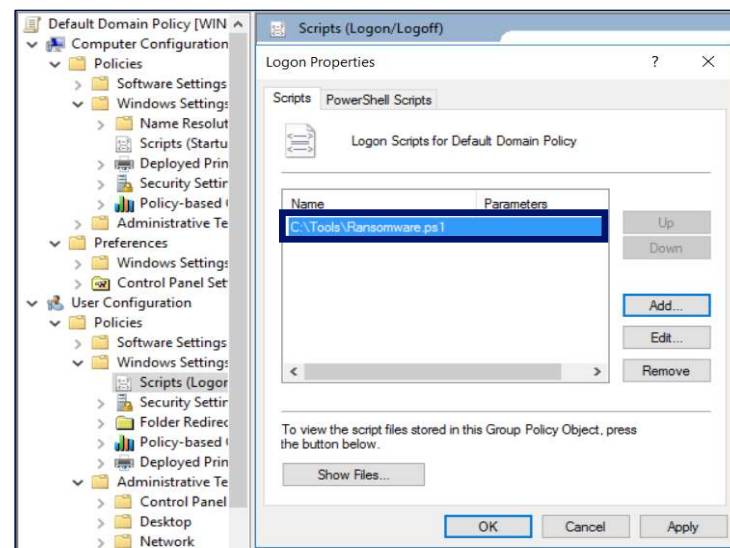 Default Domain Policy [WIN
Computer Configuration
Policies
Software Settings
Windows Settings
Name Resolut
Scripts (Startu
Deployed Prin
Security Settin
Policy-based
Administrative Te
Preferences
Windows Settings
Control Panel Set
User Configuration
Policies
Software Settings
Windows Settings
Scripts (Logor
Security Settin
Folder Redirec
Policy-based
Deployed Prin
Administrative Te
Control Panel
Desktop
Network
Scripts (Logon/Logoff)
Logon Properties ? ×
Scripts PowerShell Scripts
Logon Scripts for Default Domain Policy
Name Parameters
C:\Tools\Ransomware.ps1
Up
Down
Add...
Edit...
Remove
To view the script files stored in this Group Policy Object, press
the button below.
Show Files...
OK Cancel Apply